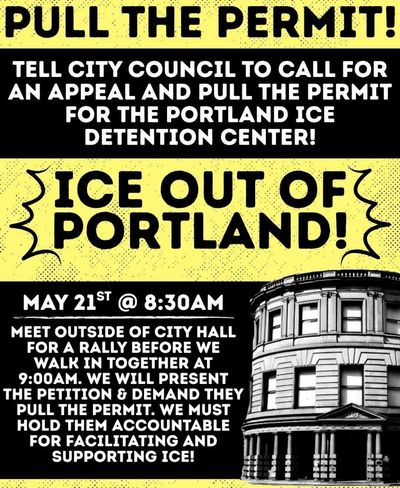 PULL THE PERMIT!
TELL CITY COUNCIL TO CALL FOR
AN APPEAL AND PULL THE PERMIT
FOR THE PORTLAND ICE
DETENTION CENTER!
ICE OUT OF
PORTLAND!
MAY 21ST @ 8:30AM
MEET OUTSIDE OF CITY HALL
FOR A RALLY BEFORE WE
WALK IN TOGETHER AT
9:00AM. WE WILL PRESENT
THE PETITION & DEMAND THEY
PULL THE PERMIT. WE MUST
HOLD THEM ACCOUNTABLE
FOR FACILITATING AND
SUPPORTING ICE!